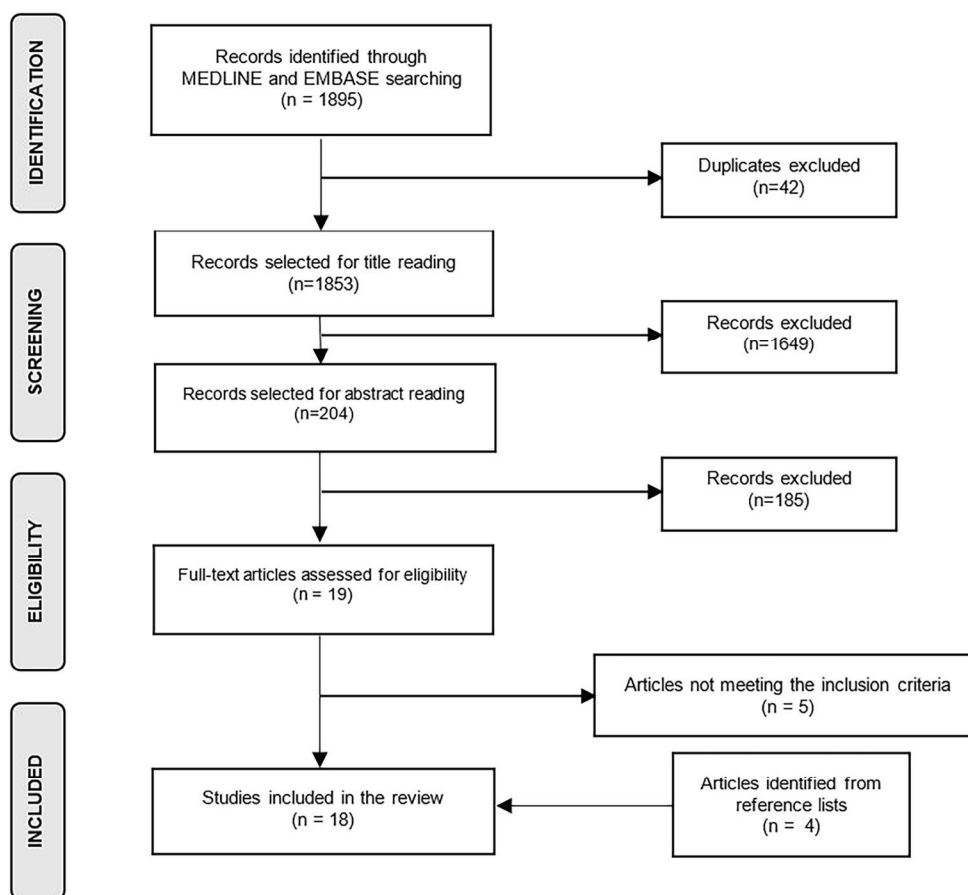 IDENTIFICATION
Records identified through
MEDLINE and EMBASE searching
(n = 1895)
Duplicates excluded
(n=42)
SCREENING
Records selected for title reading
(n=1853)
Records excluded
(n=1649)
Records selected for abstract reading
(n=204)
ELIGIBILITY
Records excluded
(n=185)
Full-text articles assessed for eligibility
(n = 19)
Articles not meeting the inclusion criteria
(n = 5)
INCLUDED
Studies included in the review
(n = 18)
Articles identified from
reference lists
(n = 4)